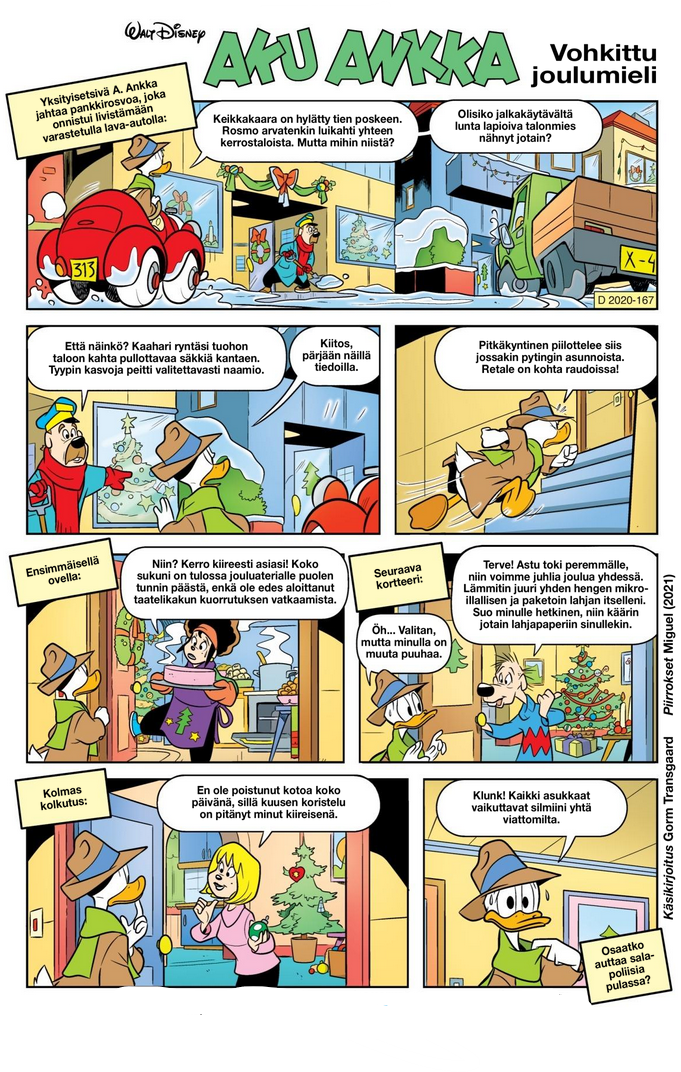 WALT DISNEY
AKU ANKKA
Vohkittu
joulumieli
Yksityisetsivä A. Ankka
jahtaa pankkirosvoa, joka
onnistui livistämään
varastetulla lava-autolla:
Keikkakaara on hylätty tien poskeen.
Rosmo arvatenkin luikahti yhteen
kerrostaloista. Mutta mihin niistä?
Olisiko jalkakäytävältä
lunta lapioiva talonmies
nähnyt jotain?
313
X-4
D 2020-167
Että näinkö? Kaahari ryntäsi tuohon
taloon kahta pullottavaa säkkiä kantaen.
Tyypin kasvoja peitti valitettavasti naamio.
Kiitos,
pärjään näillä
tiedoilla.
Pitkäkyntinen piilottelee siis
jossakin pytingin asunnoista.
Retale on kohta raudoissa!
Ensimmäisellä
ovella:
Niin? Kerro kiireesti asiasi! Koko
sukuni on tulossa jouluaterialle puolen
tunnin päästä, enkä ole edes aloittanut
taatelikakun kuorrutuksen vatkaamista.
Seuraava
kortteeri:
Terve! Astu toki peremmälle,
niin voimme juhlia joulua yhdessä.
Lämmitin juuri yhden hengen mikro-
illallisen ja paketoin lahjan itselleni.
Suo minulle hetkinen, niin käärin
jotain lahjapaperiin sinullekin.
Öh... Valitan,
mutta minulla on
muuta puuhaa.
Kolmas
kolkutus:
En ole poistunut kotoa koko
päivänä, sillä kuusen koristelu
on pitänyt minut kiireisenä.
Klunk! Kaikki asukkaat
vaikuttavat silmiini yhtä
viattomilta.
Osaatko
auttaa sala-
poliisia
pulassa?
Käsikirjoitus Gorm Transgaard Piirrokset Miguel (2021)